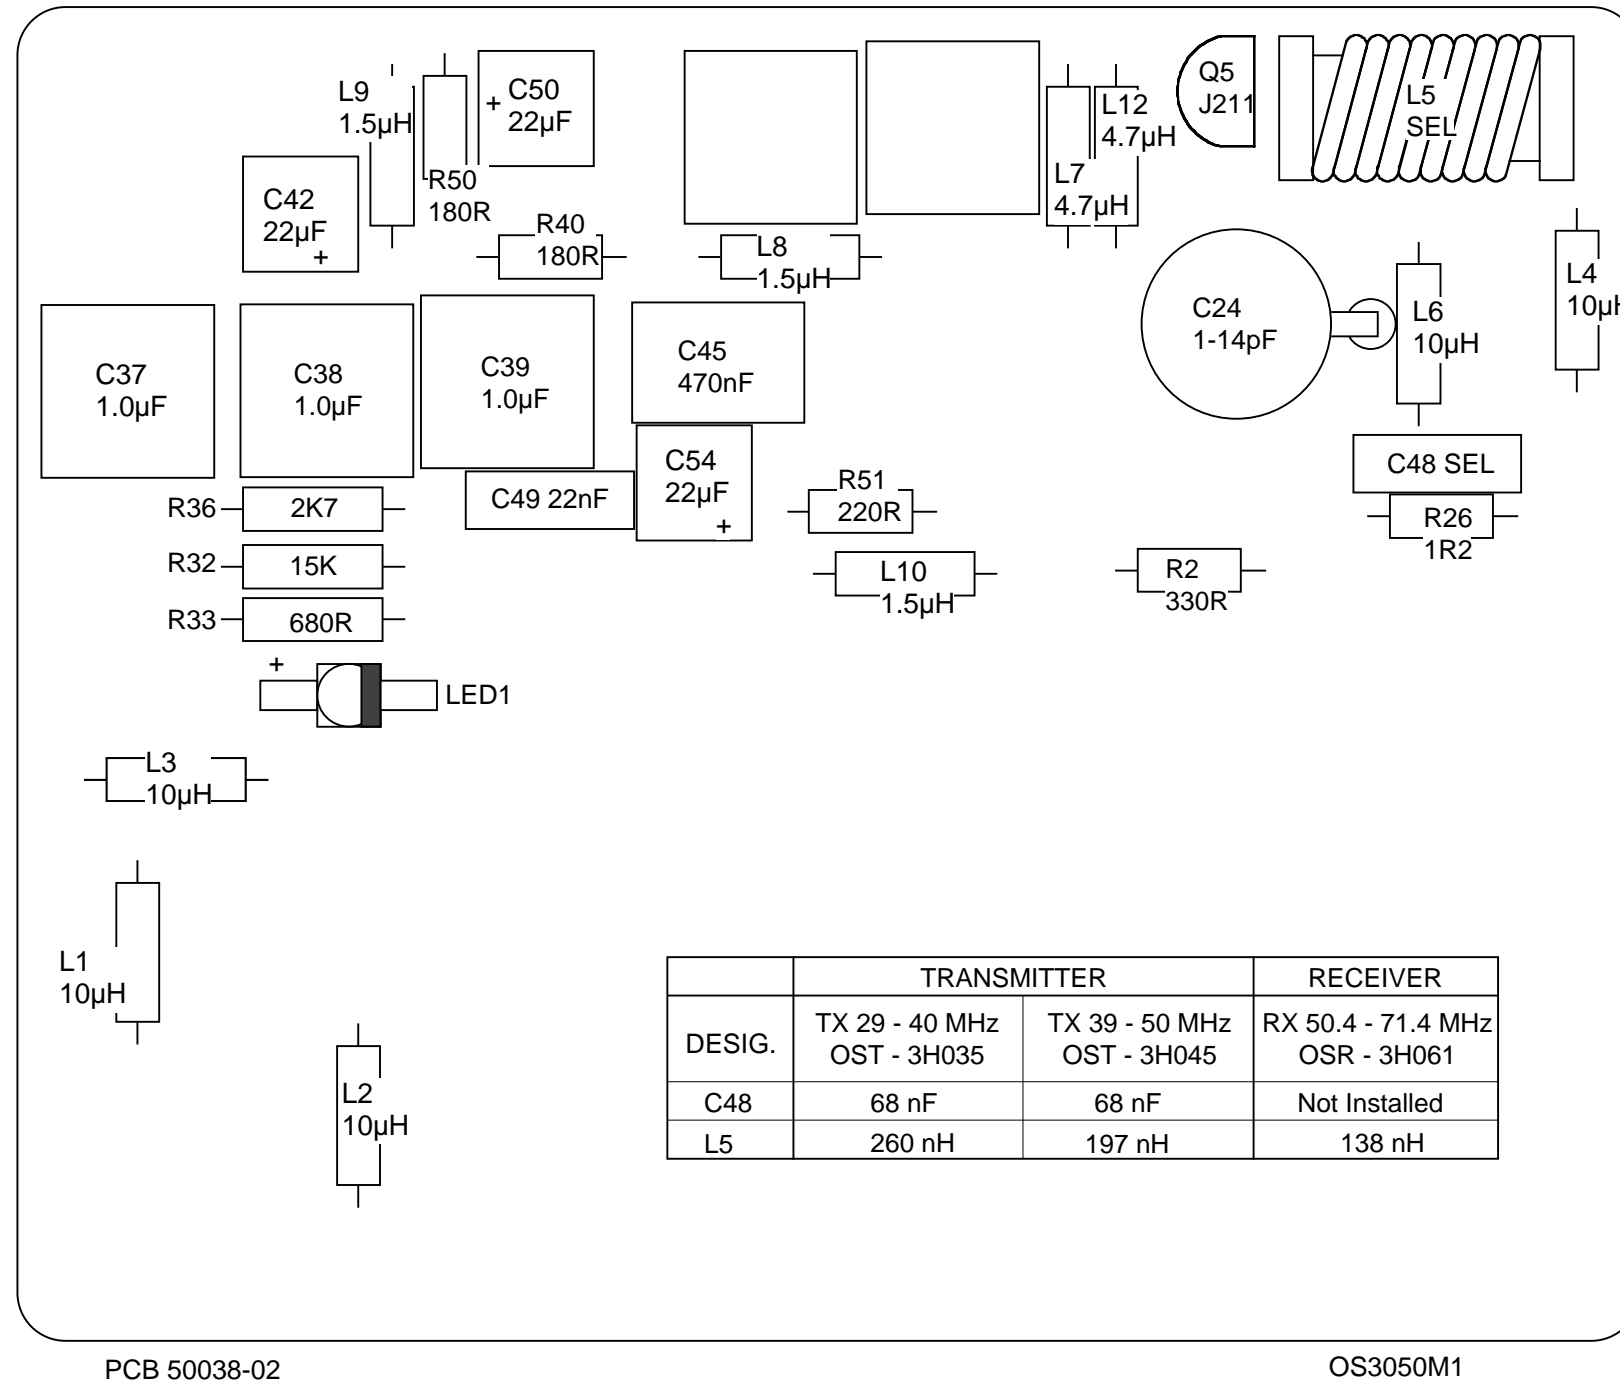 L9
1.5µH
+ C50
22µF
Q5
J211
L5
SEL
L12
4.7µH
L7
4.7µH
R50
180R
C42
22µF
+
R40
180R
L8
1.5µH
L4
10µH
C24
1-14pF
L6
10µH
C37
1.0µF
C38
1.0µF
C39
1.0µF
C45
470nF
C54
22µF
+
C48 SEL
R36
2K7
C49 22nF
R51
220R
R26
1R2
R32
15K
L10
1.5µH
R2
330R
R33
680R
+
LED1
L3
10µH
L1
10µH
L2
10µH
TRANSMITTER RECEIVER
DESIG.
TX 29 - 40 MHz
OST - 3H035
TX 39 - 50 MHz
OST - 3H045
RX 50.4 - 71.4 MHz
OSR - 3H061
C48 68 nF 68 nF Not Installed
L5 260 nH 197 nH 138 nH
PCB 50038-02
OS3050M1